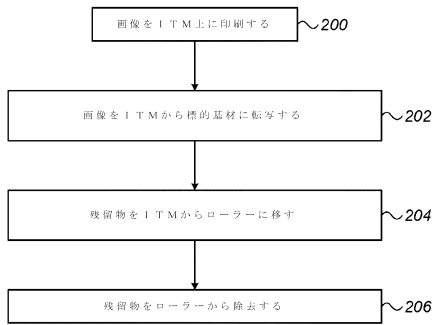 画像をＩＴＭ上に印刷する
200
画像をＩＴＭから標的基材に転写する
202
残留物をＩＴＭからローラーに移す
204
残留物をローラーから除去する
206